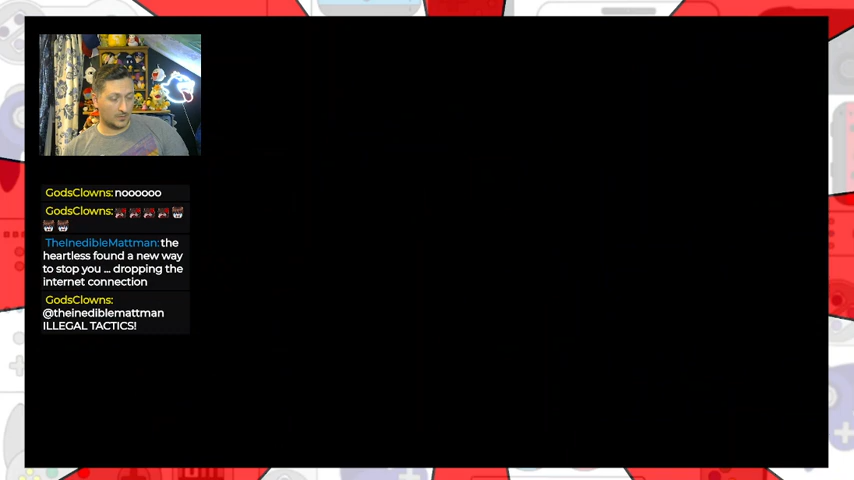 GodsClowns: noooooo
GodsClowns:
TheInedibleMattman: the
heartless found a new way
to stop you ... dropping the
internet connection
GodsClowns:
@theinediblemattman
ILLEGAL TACTICS!